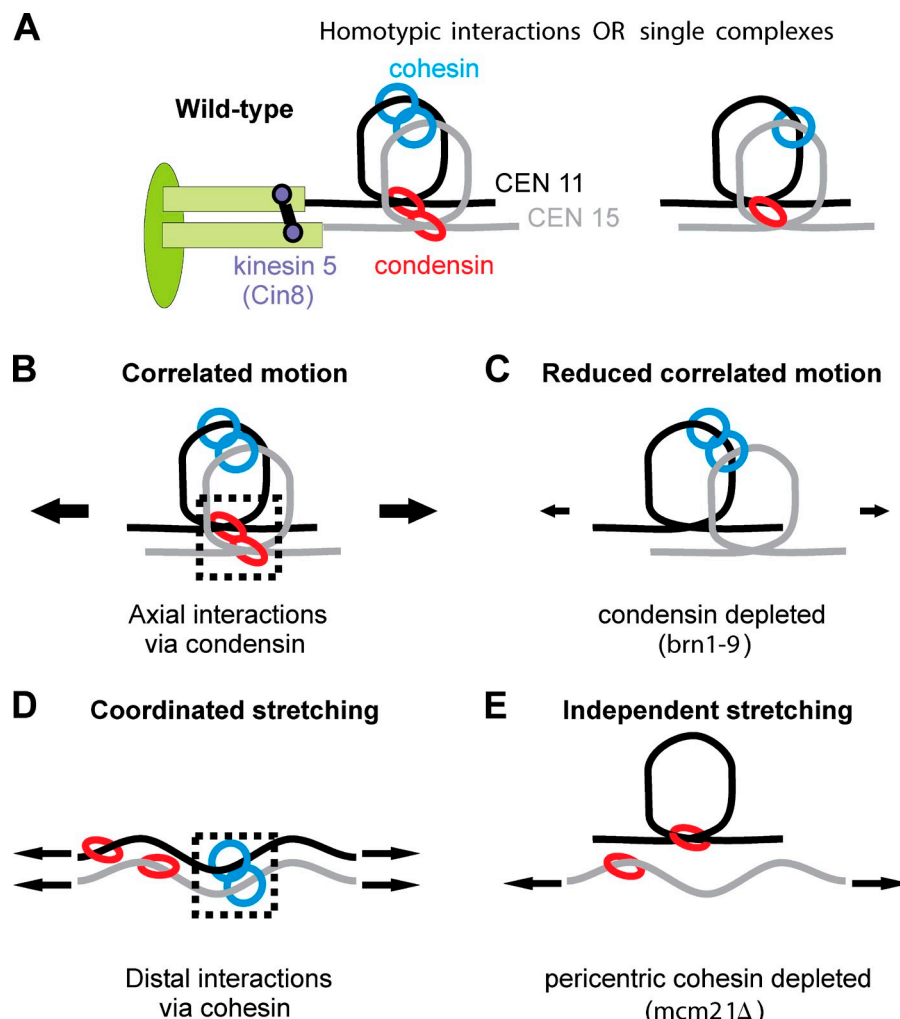 A
Homotypic interactions OR single complexes
cohesin
Wild-type
CEN 11
CEN 15
kinesin 5
(Cin8)
condensin
B
Correlated motion
C
Reduced correlated motion
Axial interactions
via condensin
condensin depleted
(brn1-9)
D
Coordinated stretching
E
Independent stretching
Distal interactions
via cohesin
pericentric cohesin depleted
(mcm21Δ)